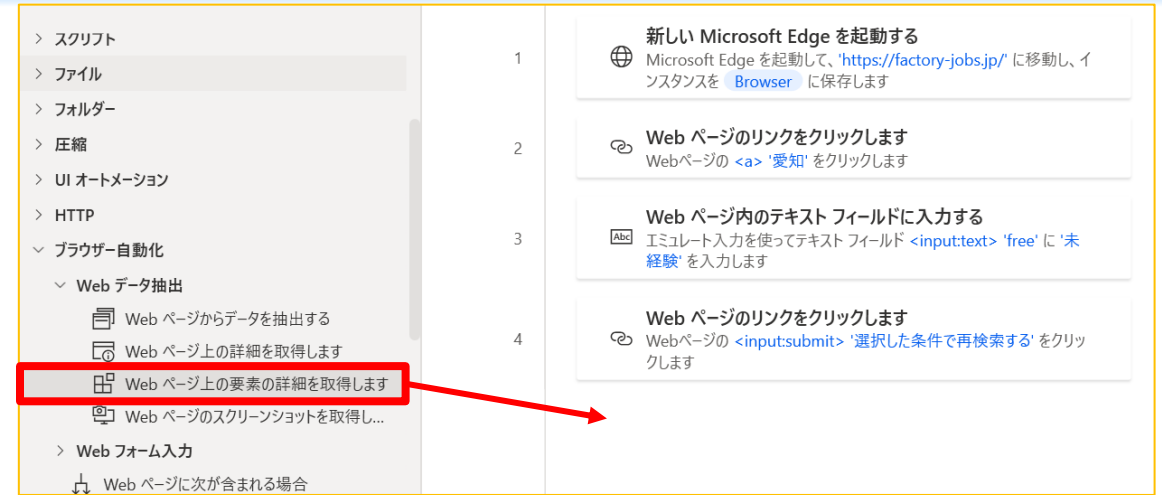 スクリプト
ファイル
フォルダー
圧縮
UI オートメーション
HTTP
ブラウザー自動化
Web データ抽出
Web ページからデータを抽出する
Web ページ上の詳細を取得します
Web ページ上の要素の詳細を取得します
Web ページのスクリーンショットを取得し...
Web フォーム入力
Web ページに次が含まれる場合
1
新しい Microsoft Edge を起動する
Microsoft Edge を起動して、'https://factory-jobs.jp/' に移動し、イ
ンスタンスを Browser に保存します
2
Web ページのリンクをクリックします
Webページの <a> '愛知' をクリックします
3
Abc
Web ページ内のテキスト フィールドに入力する
エミュレート入力を使ってテキスト フィールド <input:text> 'free' に '未
経験' を入力します
4
Web ページのリンクをクリックします
Webページの <input:submit> '選択した条件で再検索する' をクリッ
クします